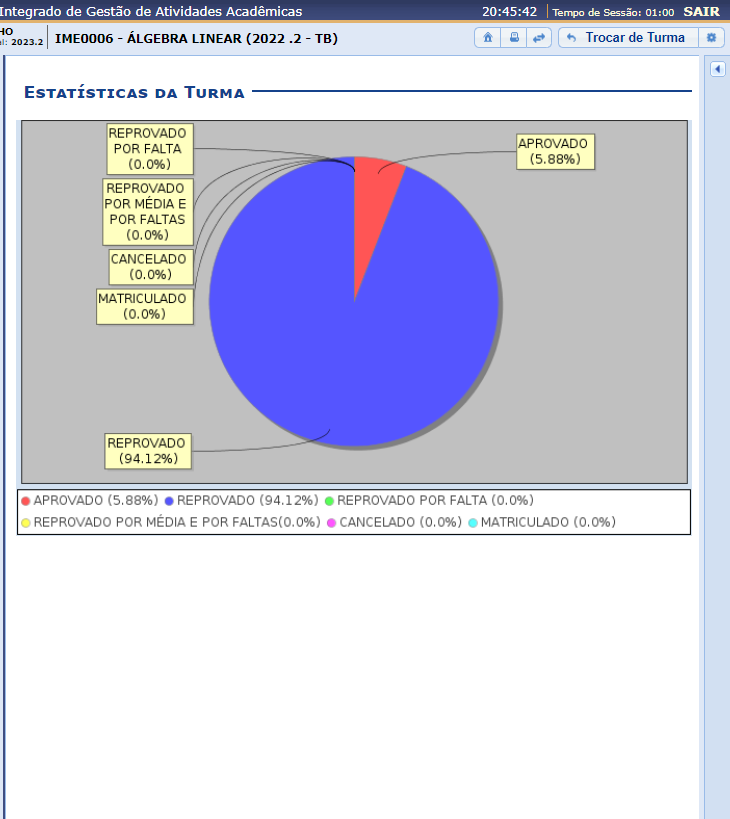 Integrado de Gestão de Atividades Acadêmicas 20:45:42 Tempo de Sessão: 01:00 SAIR
HO
el: 2023.2 IME0006 - ÁLGEBRA LINEAR (2022 .2 - TB) Trocar de Turma
ESTATÍSTICAS DA TURMA
REPROVADO
POR FALTA
(0.0%)
APROVADO
(5.88%)
REPROVADO
POR MÉDIA E
POR FALTAS
(0.0%)
CANCELADO
(0.0%)
MATRICULADO
(0.0%)
REPROVADO
(94.12%)
APROVADO (5.88%) REPROVADO (94.12%) REPROVADO POR FALTA (0.0%)
REPROVADO POR MÉDIA E POR FALTAS(0.0%) CANCELADO (0.0%) MATRICULADO (0.0%)